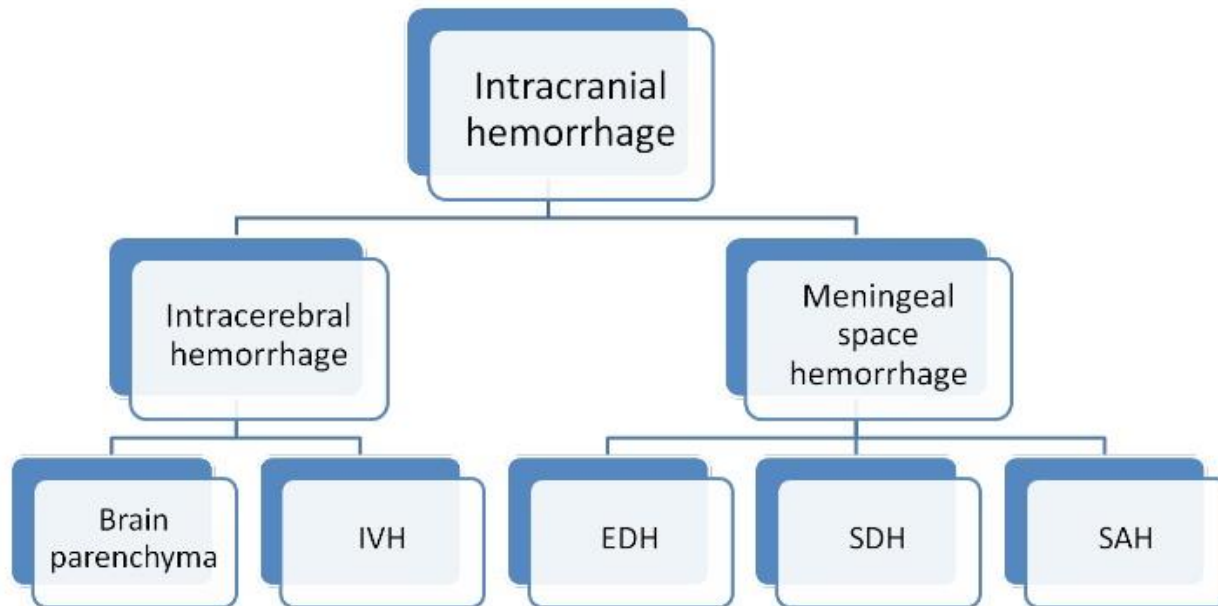 Intracranial
hemorrhage
Intracerebral
hemorrhage
Meningeal
space
hemorrhage
Brain
parenchyma
IVH
EDH
SDH
SAH